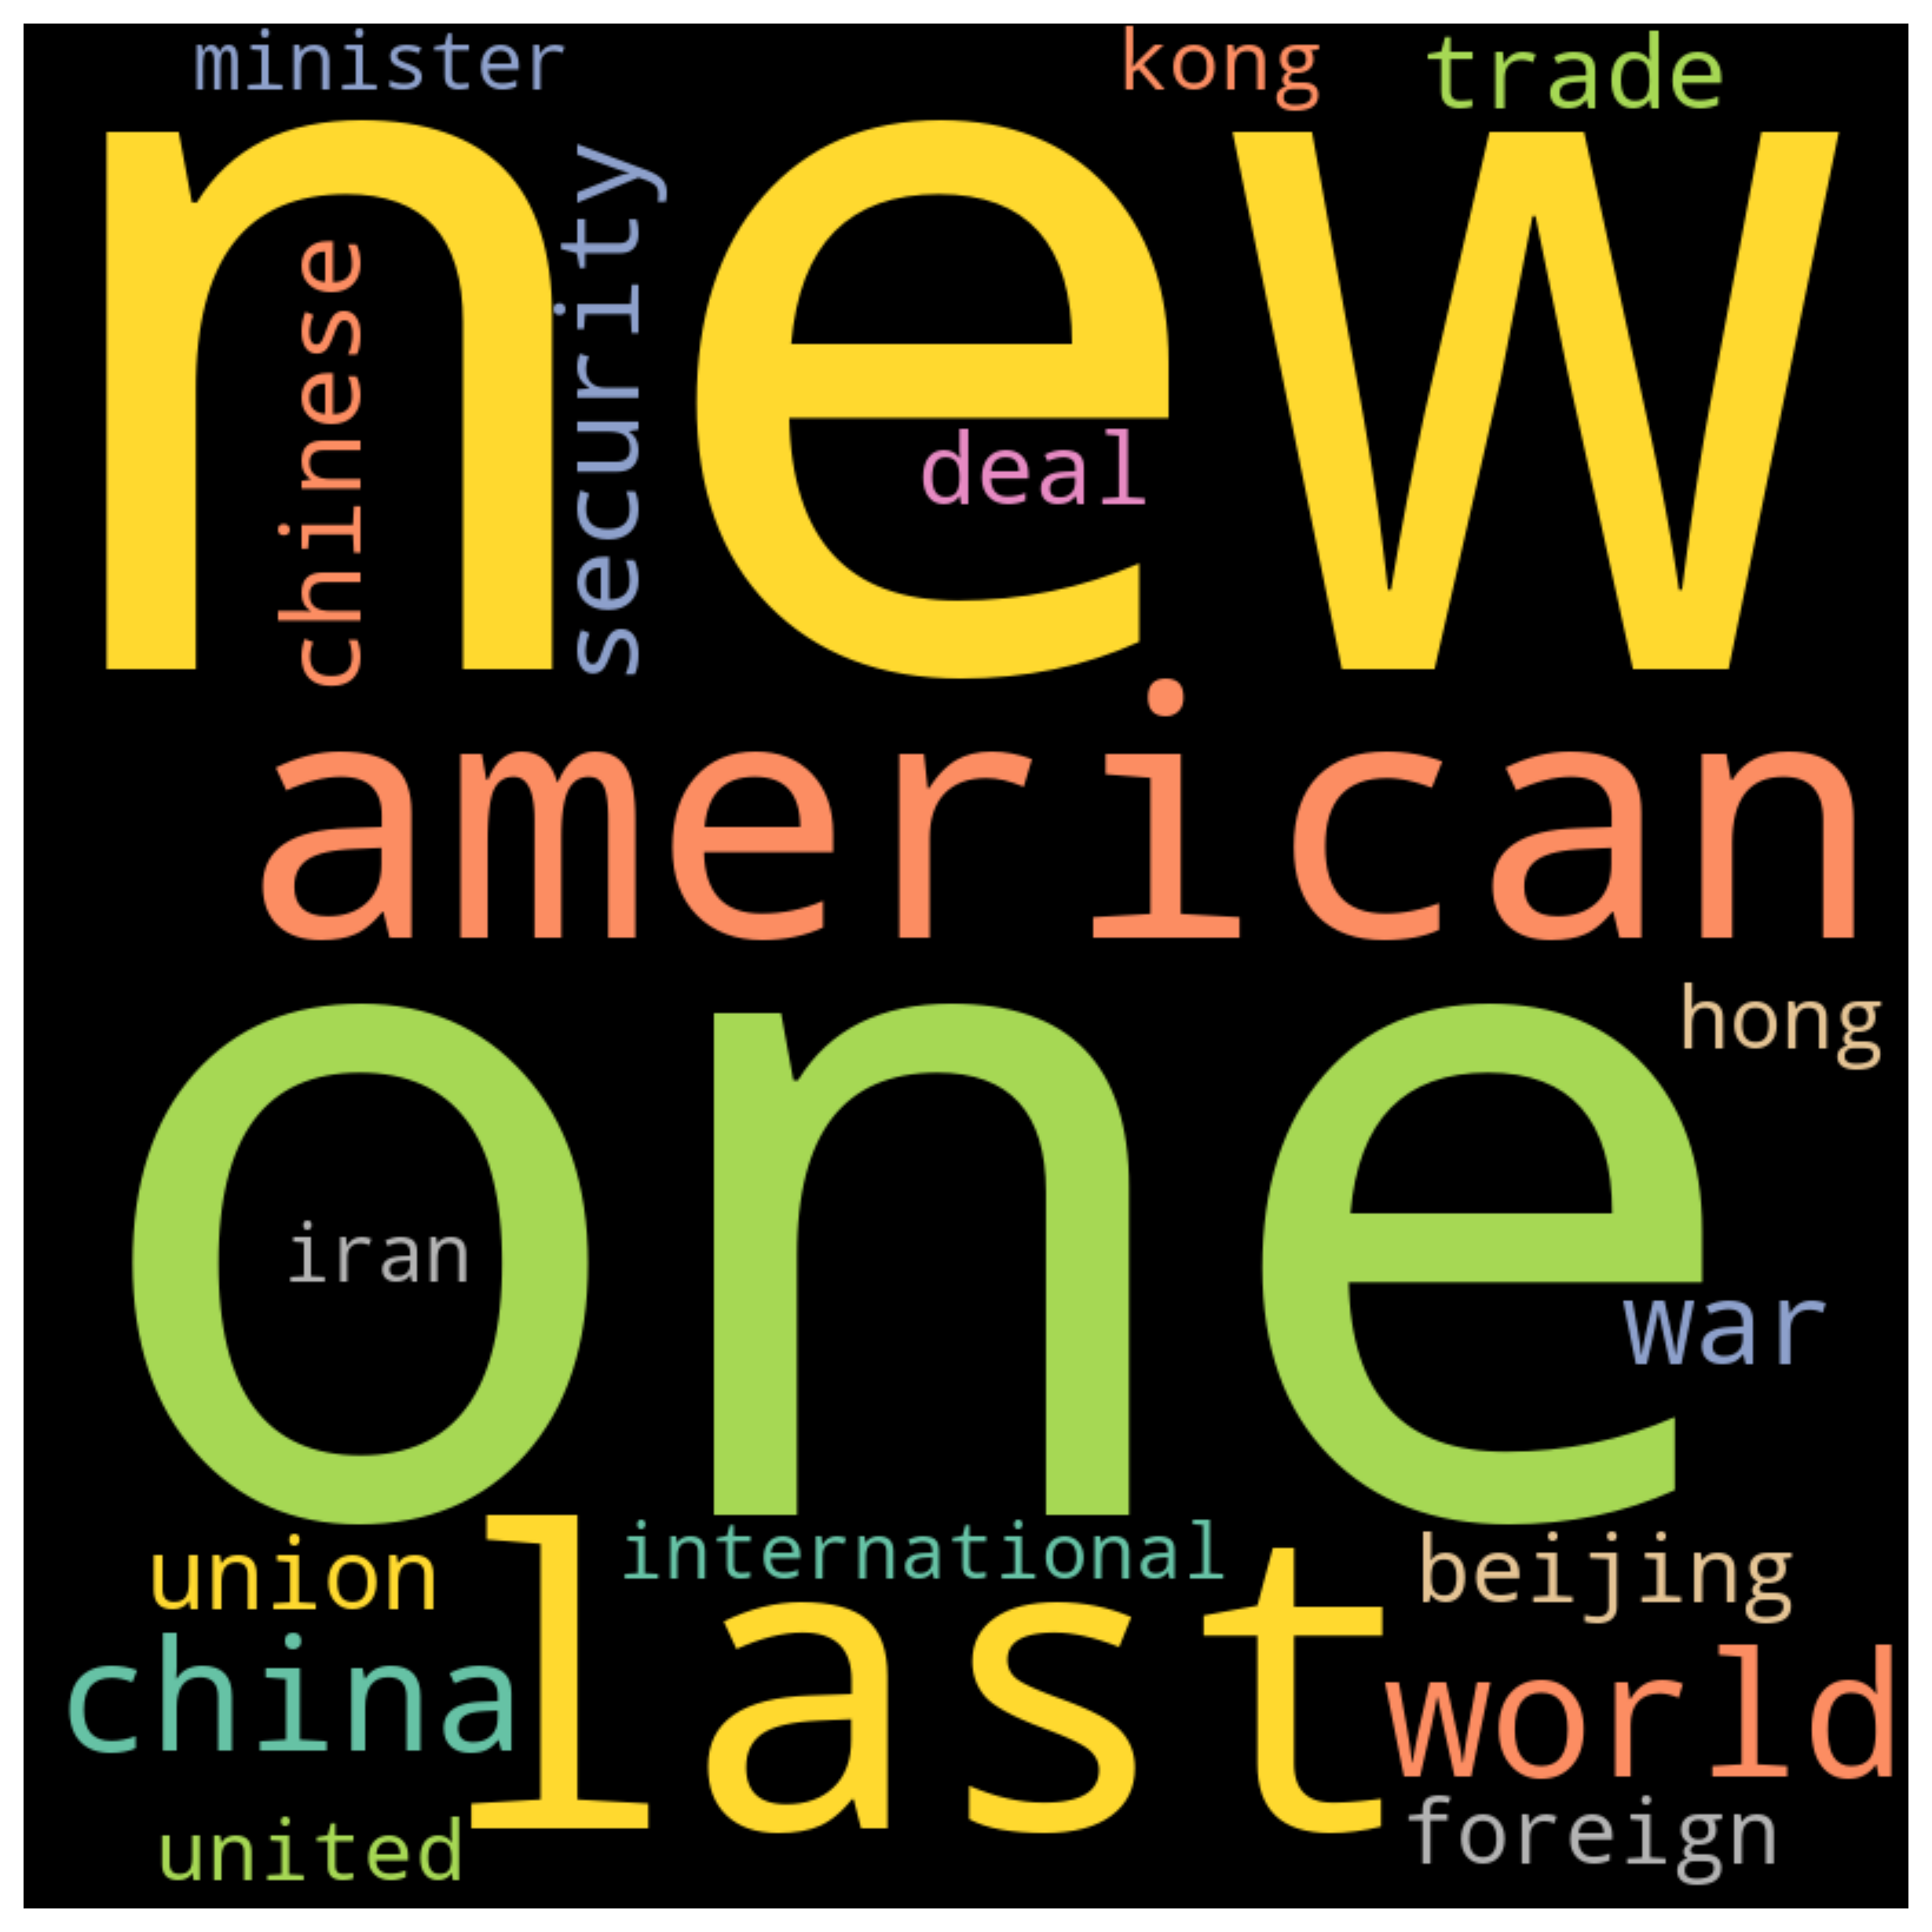 minister
kong
trade
new
chinese
security
deal
american
one
hong
iran
war
union
international
beijing
last
china
world
united
foreign